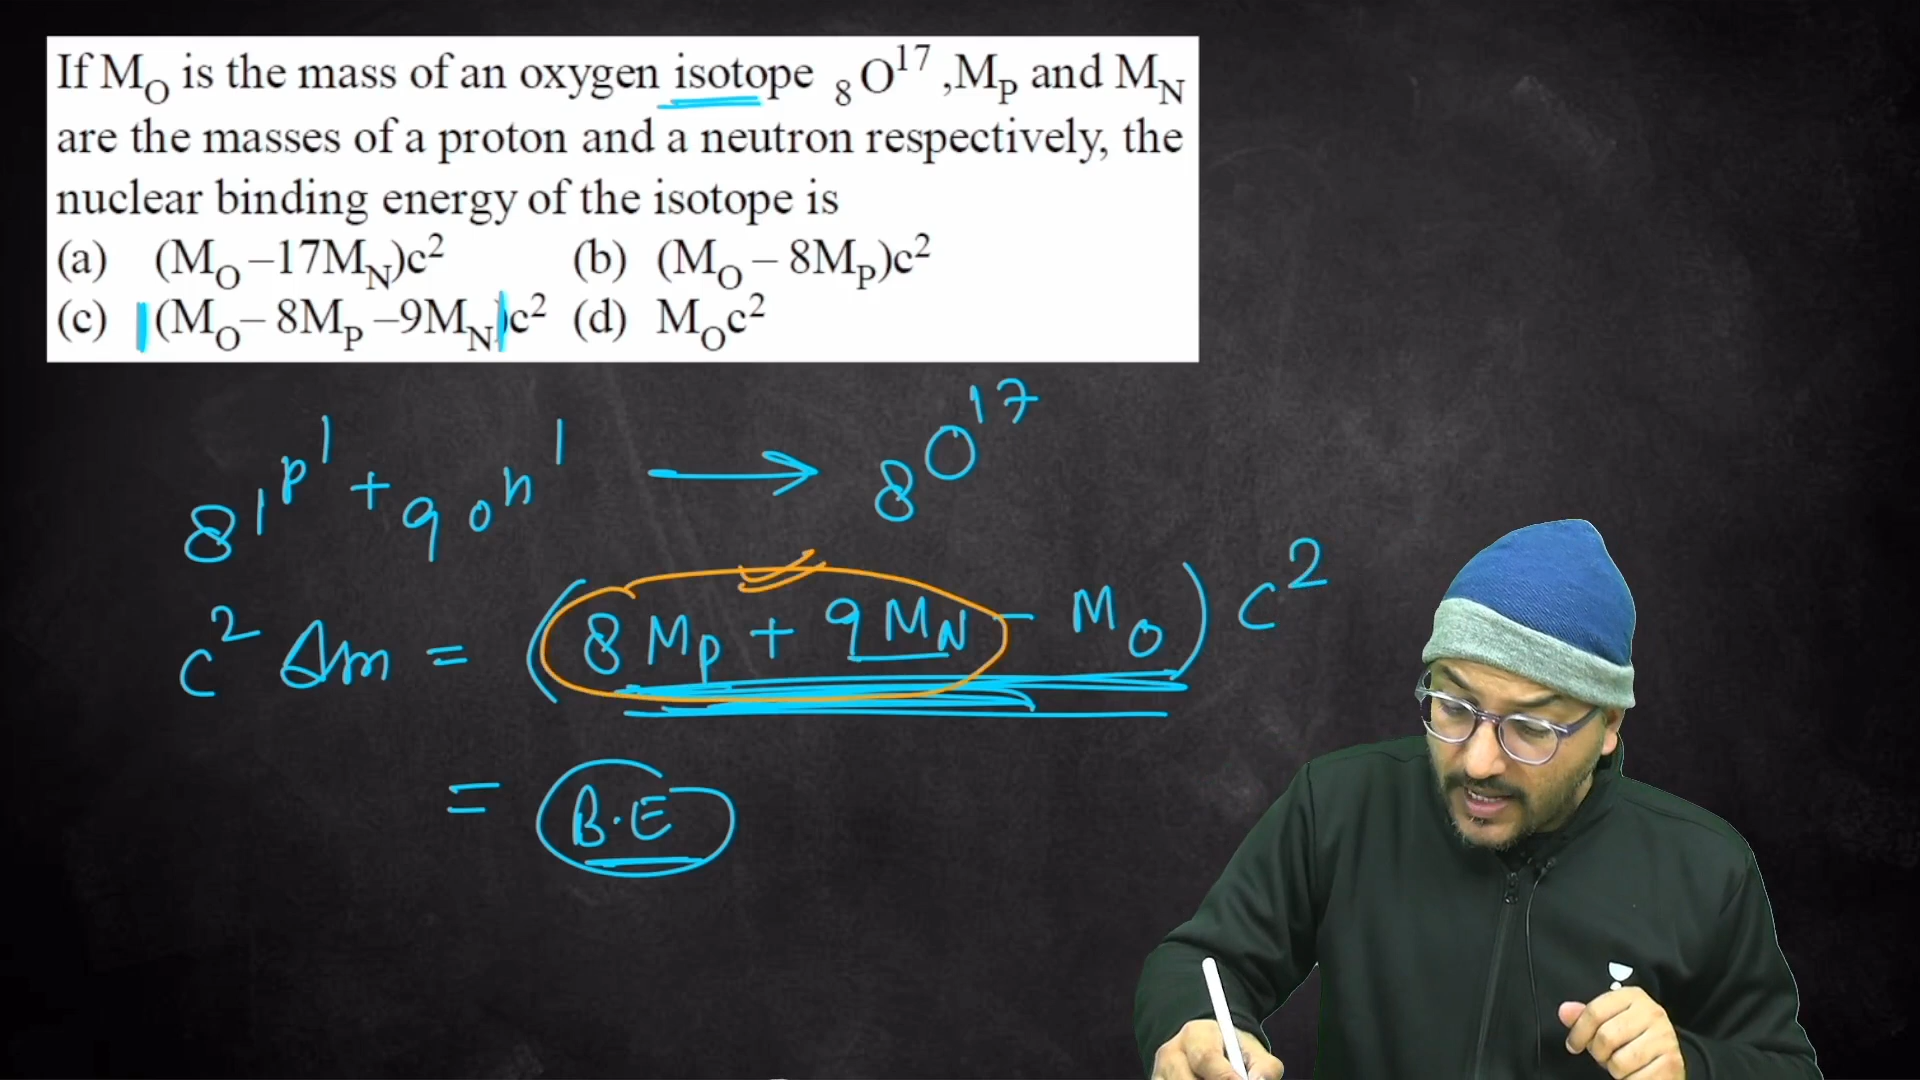 If M_O is the mass of an oxygen isotope ₈O¹⁷ ,M_P and M_N
are the masses of a proton and a neutron respectively, the
nuclear binding energy of the isotope is
(a) (M_O –17M_N)c² (b) (M_O – 8M_P)c²
(c) |(M_O– 8M_P –9M_N)|c² (d) M_Oc²
8 ₁p¹ + 9 ₀n¹ ⟶ ₈O¹⁷
c² Δm = (8 M_P + 9 M_N – M_O) c²
= B.E